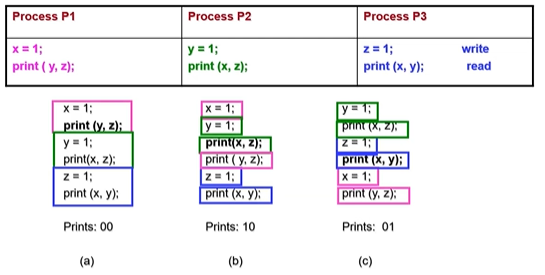 Process P1 Process P2 Process P3
x = 1; y = 1; z = 1; write
print ( y, z); print (x, z); print (x, y); read
x = 1; x = 1; y = 1;
print (y, z); y = 1; print (x, z);
y = 1; print(x, z); z = 1;
print(x, z); print ( y, z); print (x, y);
z = 1; z = 1; x = 1;
print (x, y); print (x, y); print (y, z);
Prints: 00 Prints: 10 Prints: 01
(a) (b) (c)